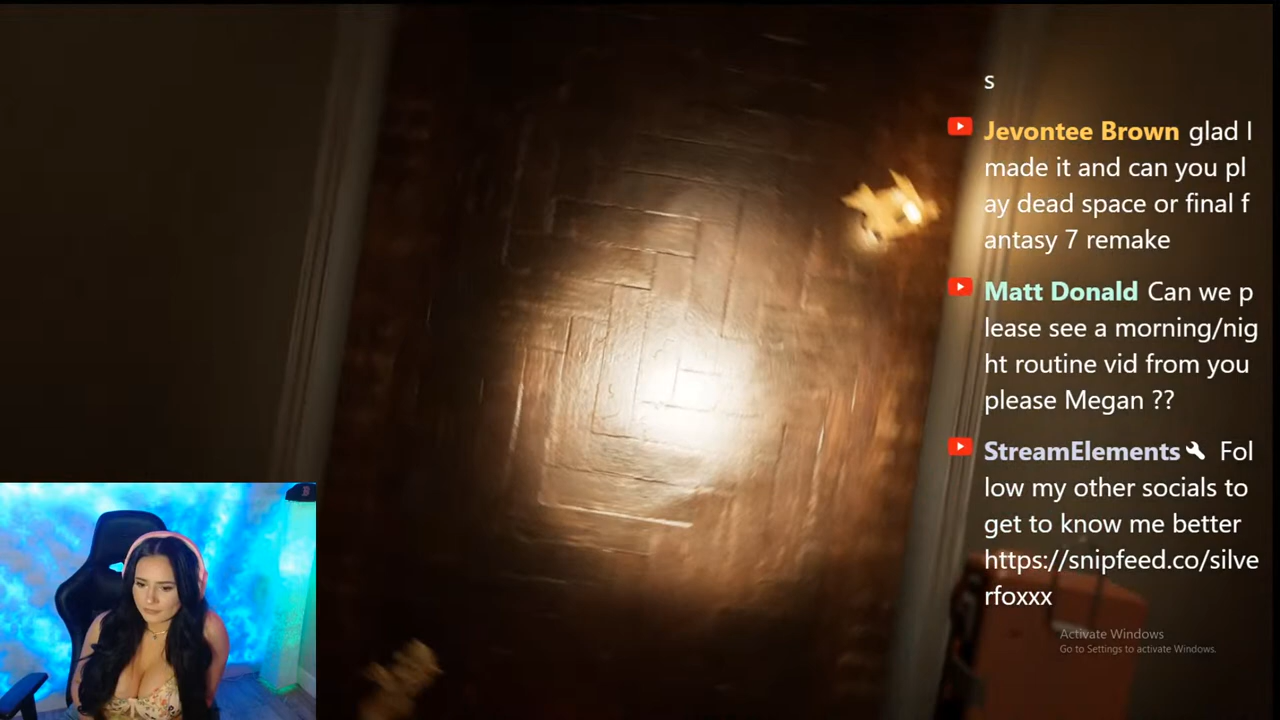 s
Jevontee Brown glad I
made it and can you pl
ay dead space or final f
antasy 7 remake
Matt Donald Can we p
lease see a morning/nig
ht routine vid from you
please Megan ??
StreamElements Fol
low my other socials to
get to know me better
https://snipfeed.co/silve
rfoxxx
Activate Windows
Go to Settings to activate Windows.